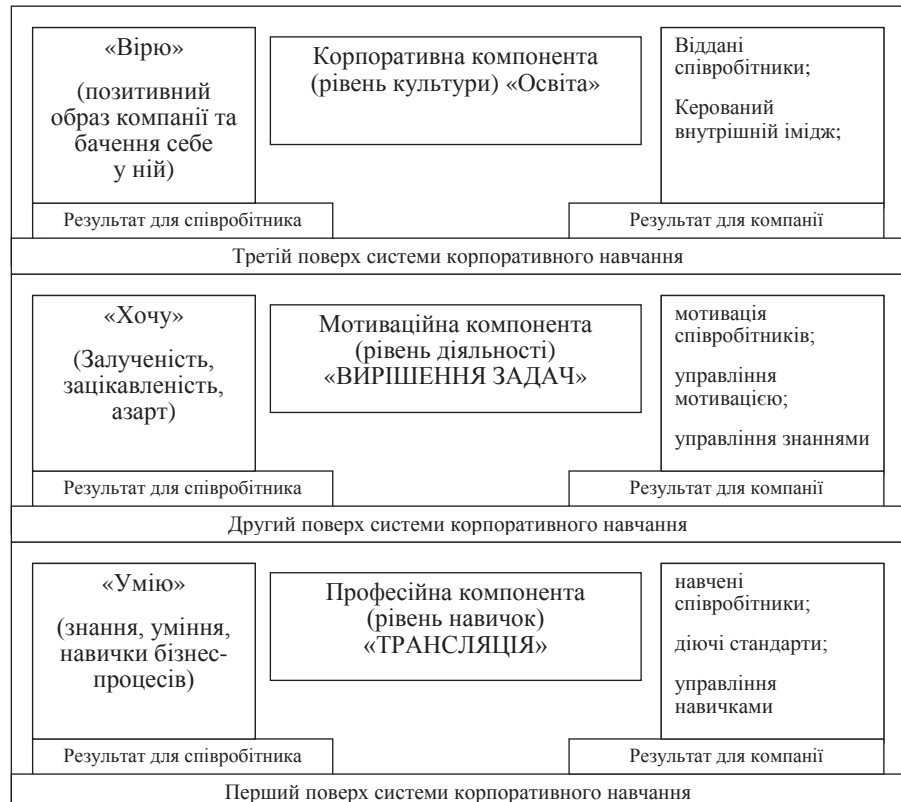 «Вірю»
(позитивний
образ компанії та
бачення себе
у ній)
Корпоративна компонента
(рівень культури) «Освіта»
Віддані
співробітники;
Керований
внутрішній імідж;
Результат для співробітника
Результат для компанії
Третій поверх системи корпоративного навчання
«Хочу»
(Залученість,
зацікавленість,
азарт)
Мотиваційна компонента
(рівень діяльності)
«ВИРІШЕННЯ ЗАДАЧ»
мотивація
співробітників;
управління
мотивацією;
управління знаннями
Результат для співробітника
Результат для компанії
Другий поверх системи корпоративного навчання
«Умію»
(знання, уміння,
навички бізнес-
процесів)
Професійна компонента
(рівень навичок)
«ТРАНСЛЯЦІЯ»
навчені
співробітники;
діючі стандарти;
управління
навичками
Результат для співробітника
Результат для компанії
Перший поверх системи корпоративного навчання